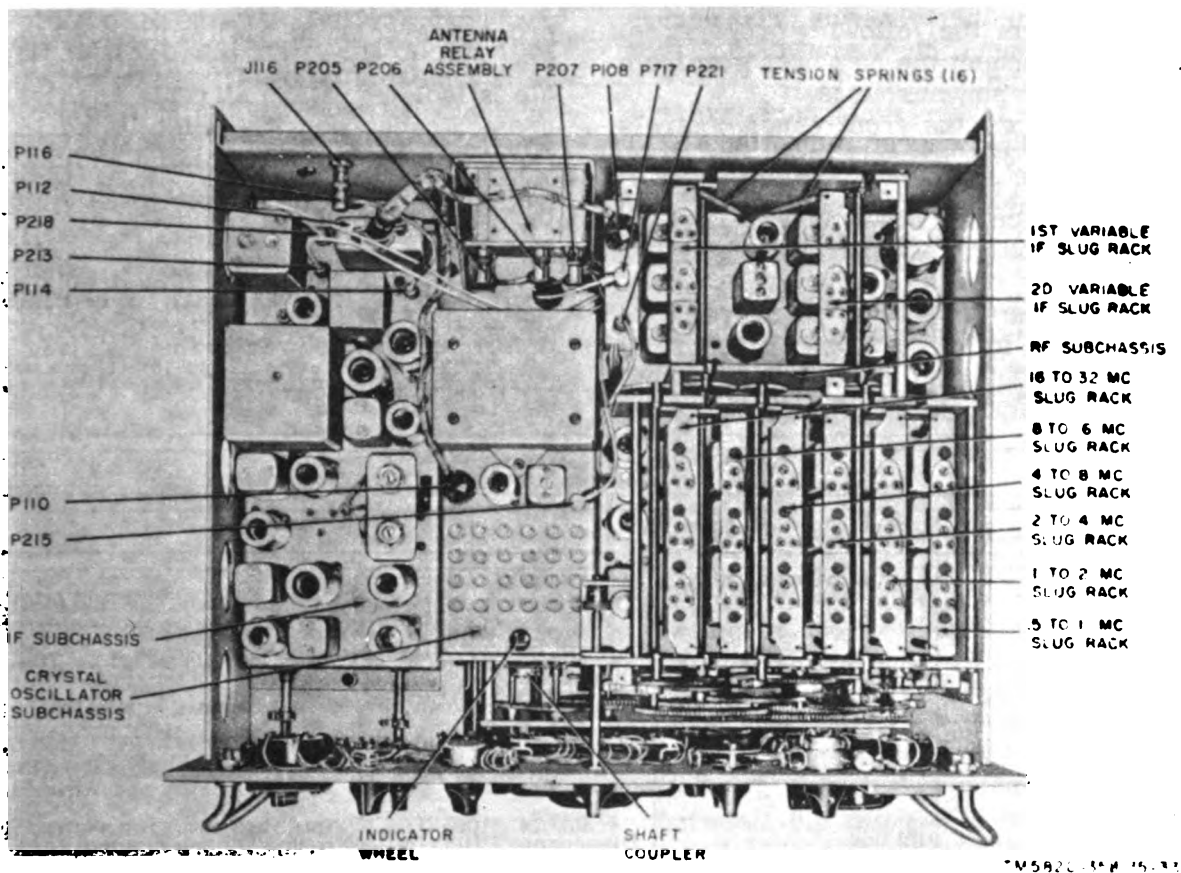 ANTENNA
RELAY
ASSEMBLY
J116 P205 P206 P207 P108 P717 P221 TENSION SPRINGS (16)
P116
P112
P218
P213
P114
P110
P215
IF SUBCHASSIS
CRYSTAL
OSCILLATOR
SUBCHASSIS
1ST VARIABLE
IF SLUG RACK
2D VARIABLE
IF SLUG RACK
RF SUBCHASSIS
16 TO 32 MC
SLUG RACK
8 TO 6 MC
SLUG RACK
4 TO 8 MC
SLUG RACK
2 TO 4 MC
SLUG RACK
1 TO 2 MC
SLUG RACK
.5 TO 1 MC
SLUG RACK
INDICATOR
WHEEL
SHAFT
COUPLER